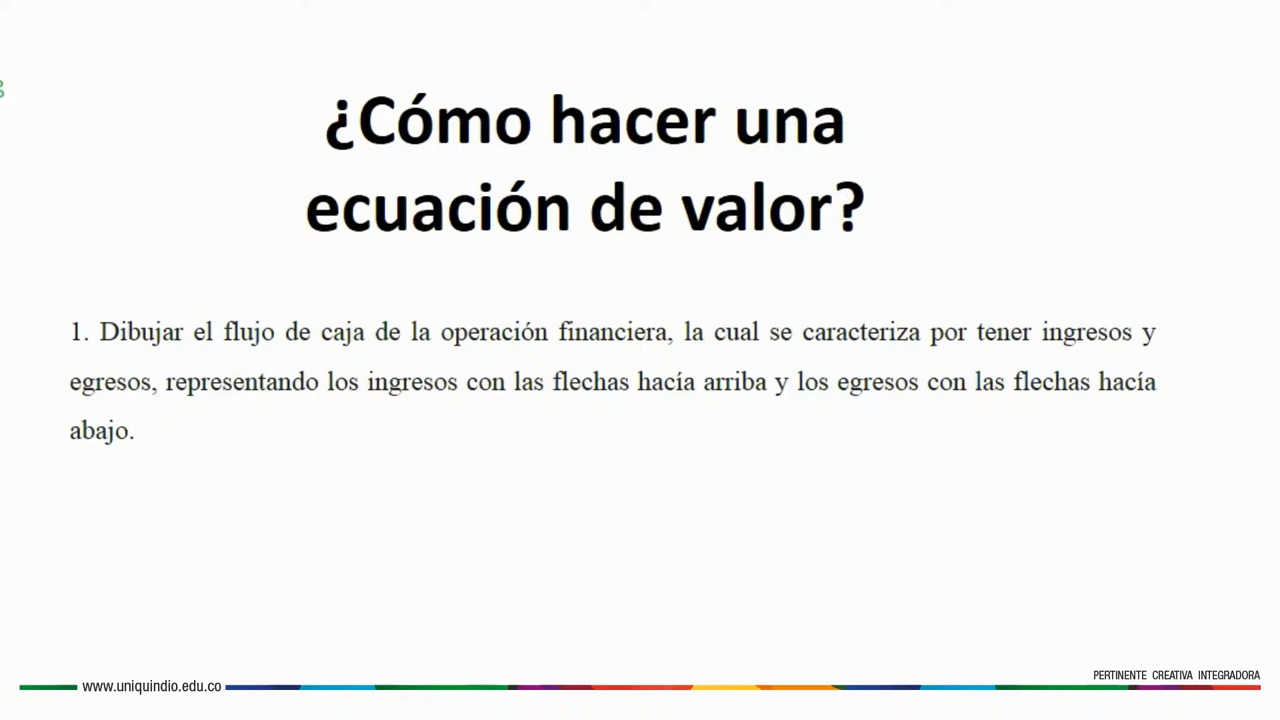 ¿Cómo hacer una
ecuación de valor?
1. Dibujar el flujo de caja de la operación financiera, la cual se caracteriza por tener ingresos y
egresos, representando los ingresos con las flechas hacía arriba y los egresos con las flechas hacía
abajo.
PERTINENTE CREATIVA INTEGRADORA
www.uniquindio.edu.co